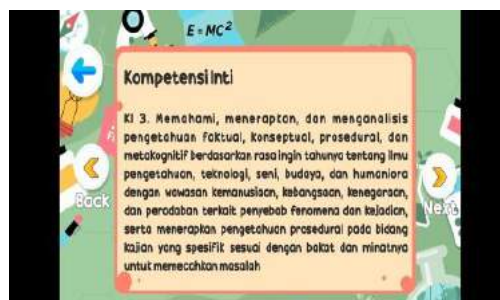 E = MC²
Kompetensi Inti
KI 3. Memahami, menerapkan, dan menganalisis
pengetahuan faktual, konseptual, prosedural, dan
metakognitif berdasarkan rasa ingin tahunya tentang ilmu
pengetahuan, teknologi, seni, budaya, dan humaniora
dengan wawasan kemanusiaan, kebangsaan, kenegaraan,
dan peradaban terkait penyebab fenomena dan kejadian,
serta menerapkan pengetahuan prosedural pada bidang
kajian yang spesifik sesuai dengan bakat dan minatnya
untuk memecahkan masalah
Back
Next